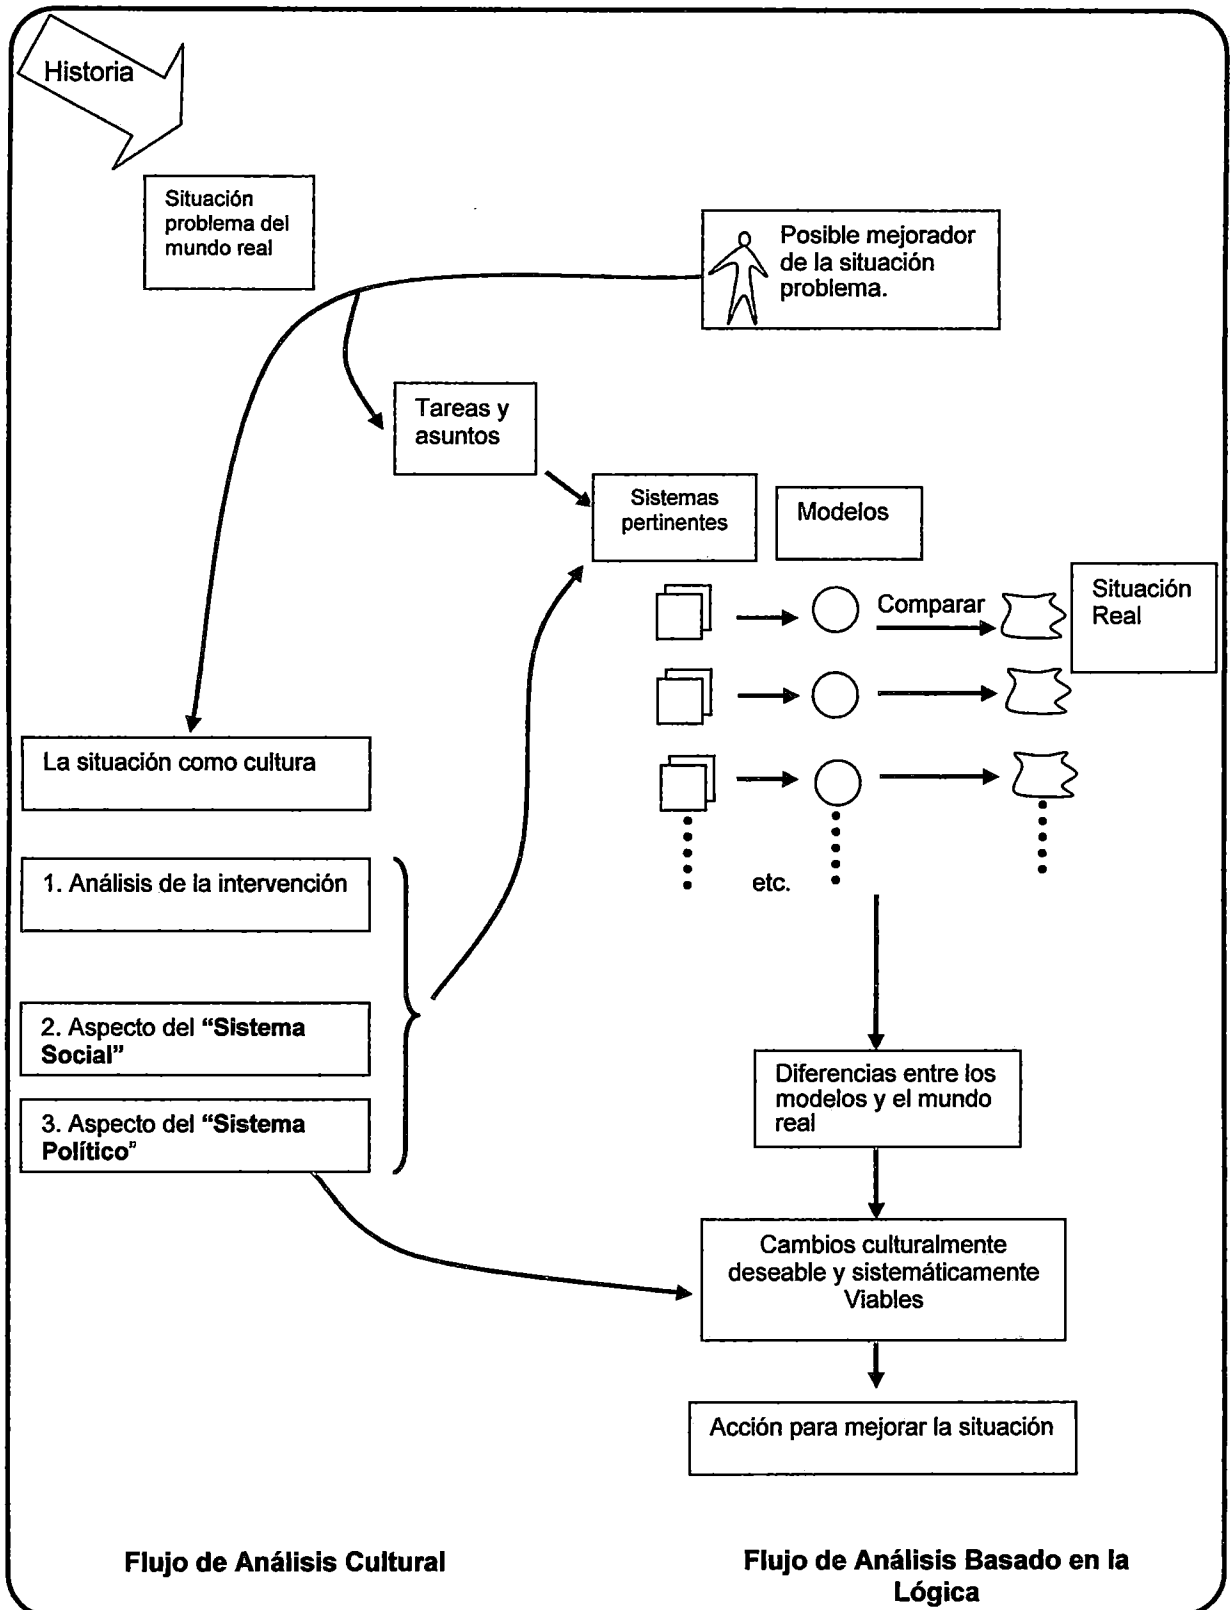 Historia
Situación
problema del
mundo real
Posible mejorador
de la situación
problema.
Tareas y
asuntos
Sistemas
pertinentes
Modelos
Comparar
Situación
Real
La situación como cultura
1. Análisis de la intervención
etc.
2. Aspecto del “Sistema
Social”
3. Aspecto del “Sistema
Político”
Diferencias entre los
modelos y el mundo
real
Cambios culturalmente
deseable y sistemáticamente
Viables
Acción para mejorar la situación
Flujo de Análisis Cultural
Flujo de Análisis Basado en la
Lógica